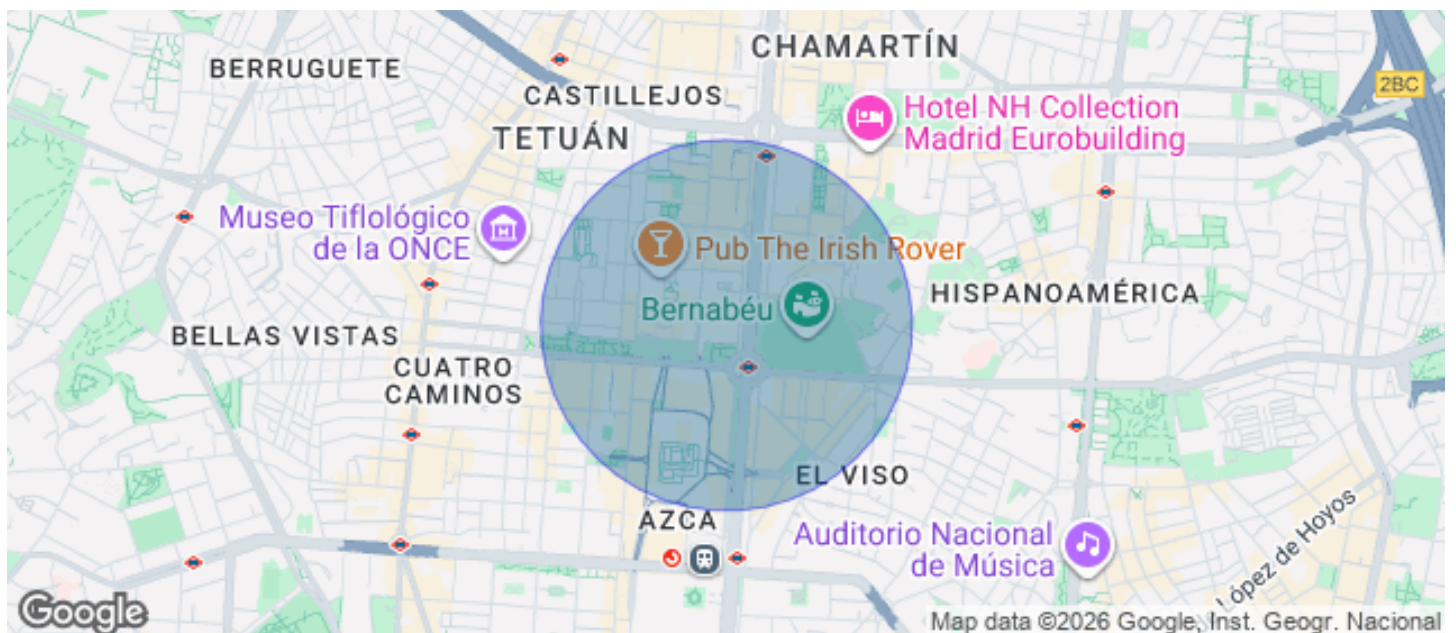 CHAMARTÍN
BERRUGUETE
2BC
CASTILLEJOS
Hotel NH Collection
Madrid Eurobuilding
TETUÁN
Museo Tiflológico
de la ONCE
Pub The Irish Rover
HISPANOAMÉRICA
Bernabéu
BELLAS VISTAS
CUATRO
CAMINOS
EL VISO
AZCA
Auditorio Nacional
de Música
López de Hoyos
Google
Map data ©2026 Google, Inst. Geogr. Nacional